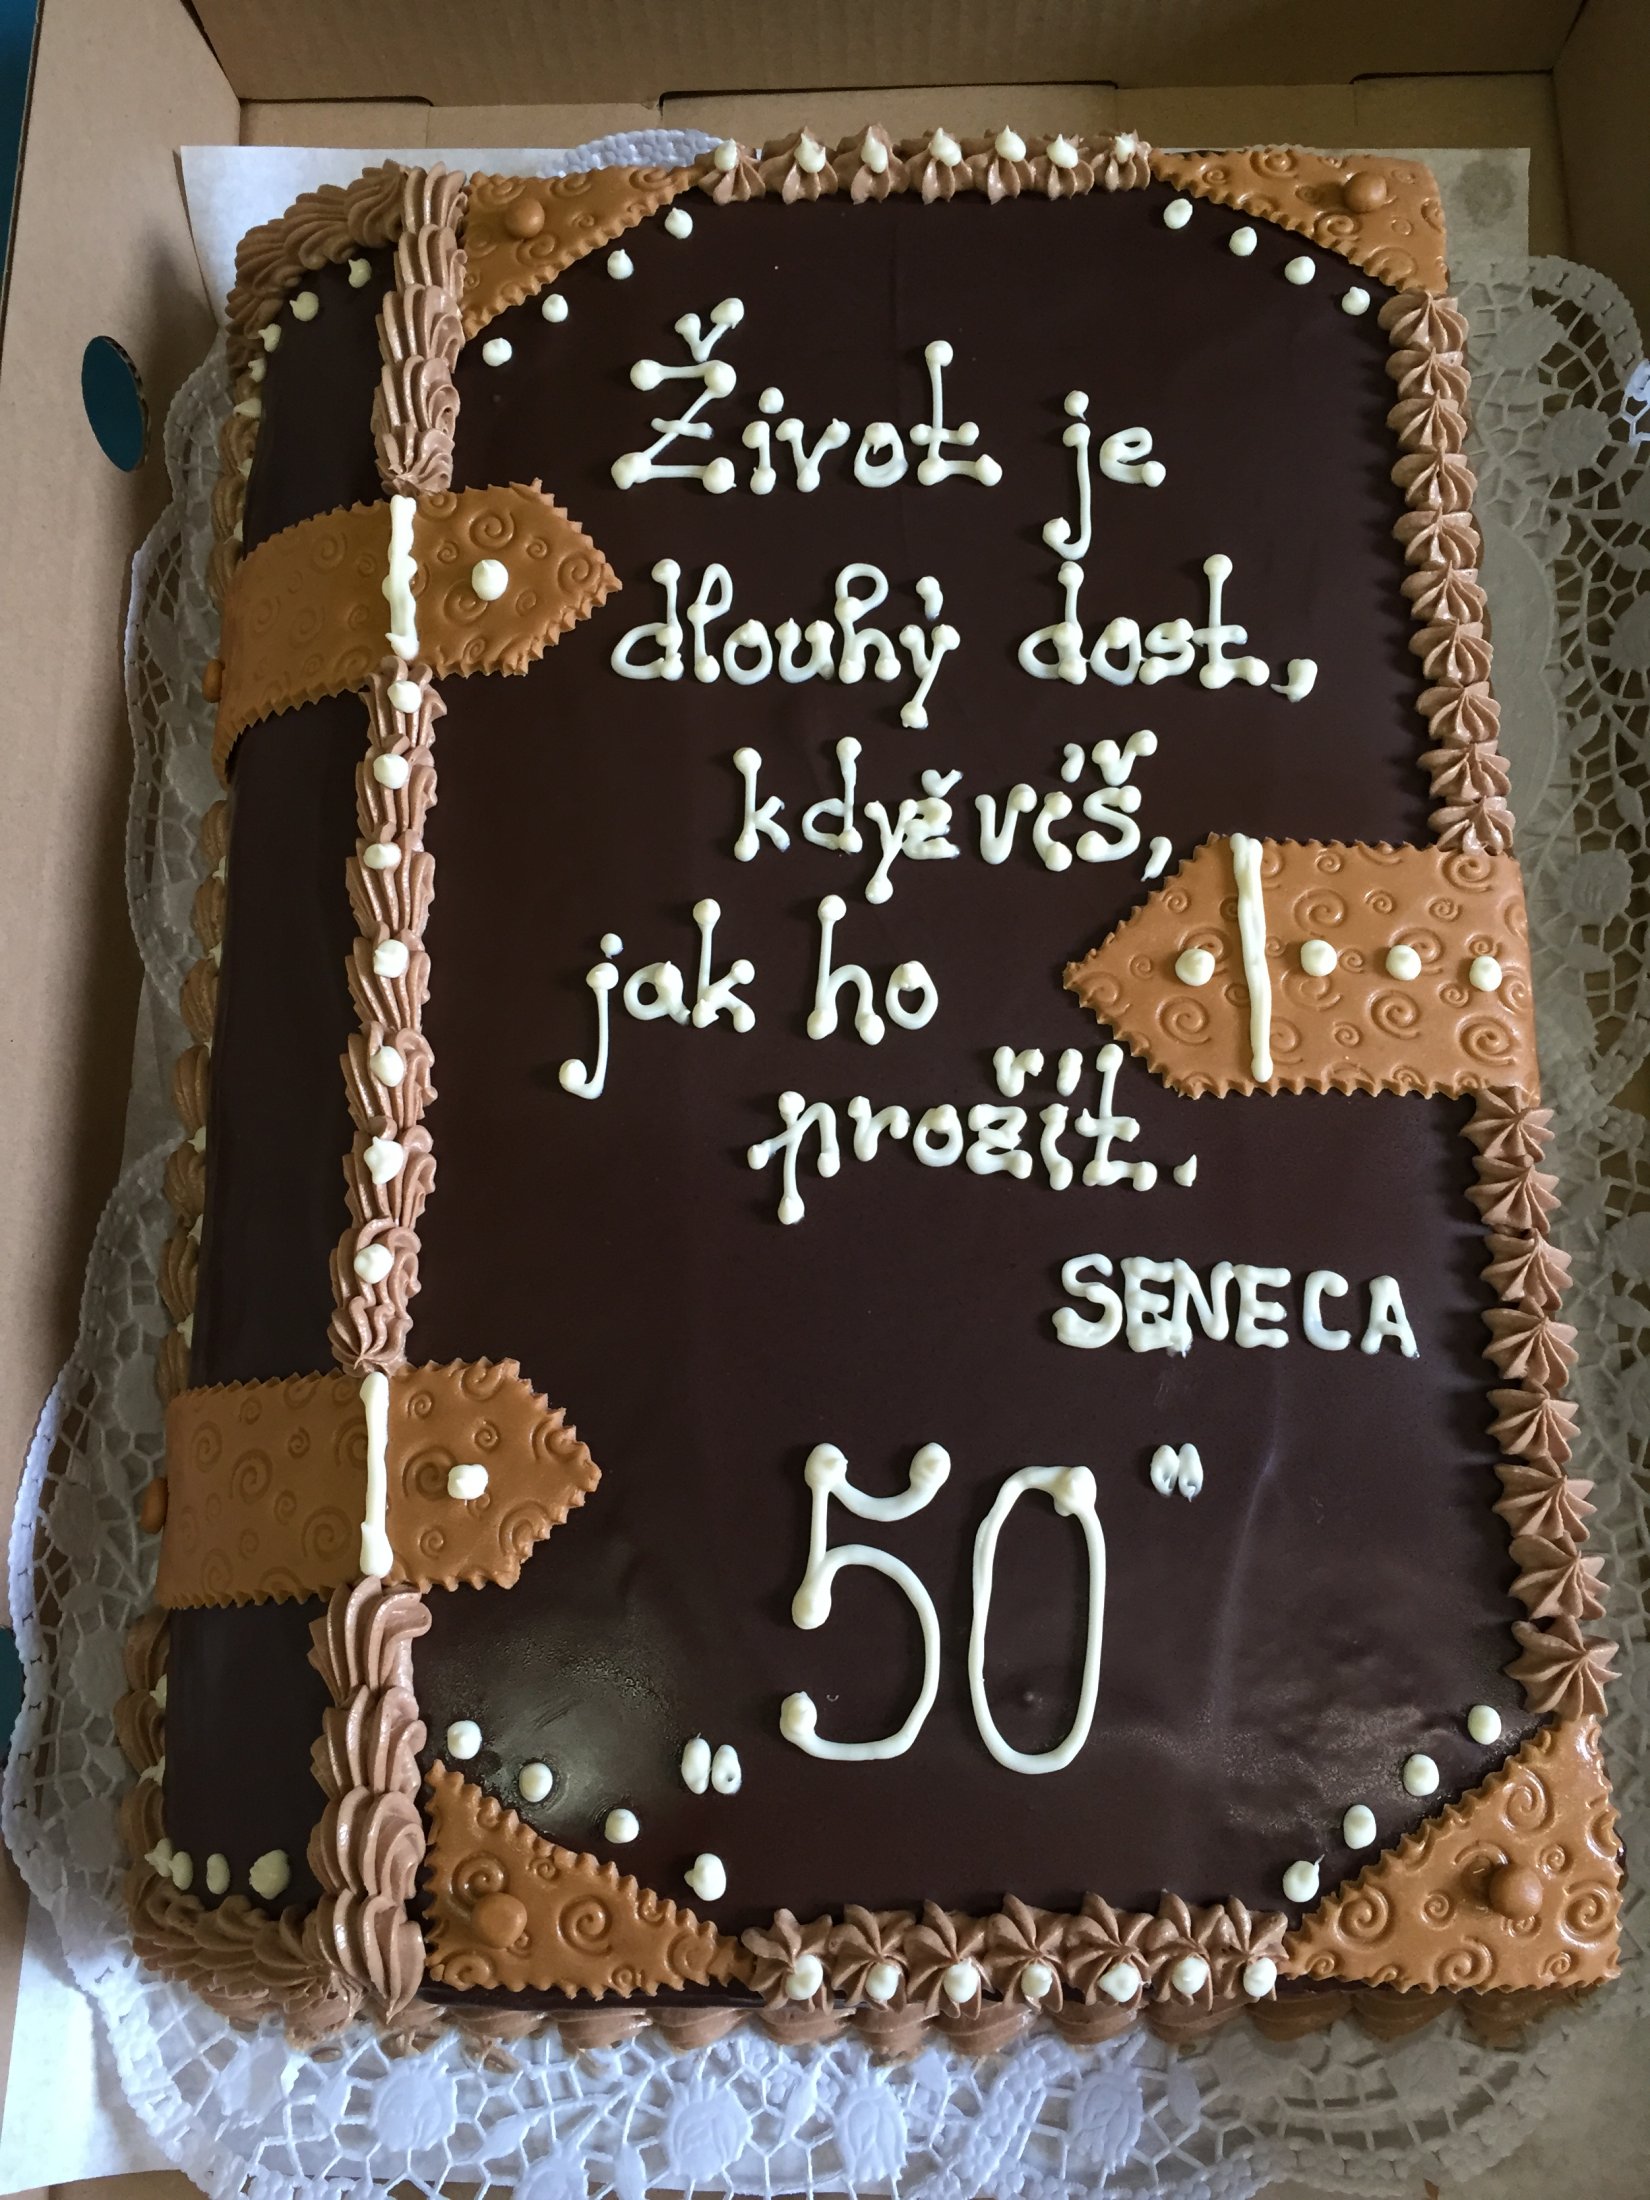 Život je
dlouhý dost,
když víš,
jak ho
prožít.
SENECA
„50“